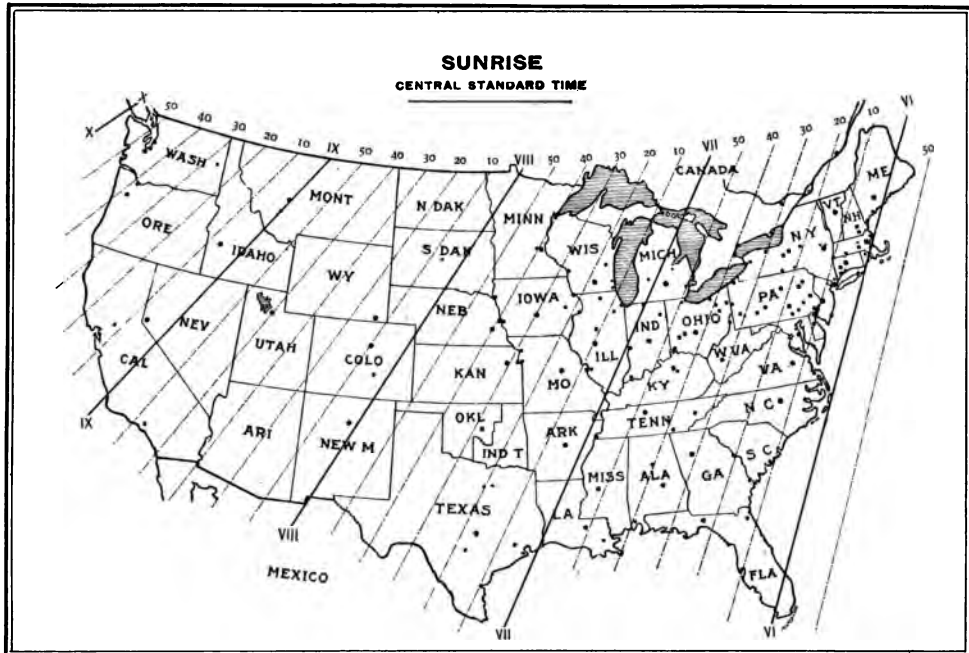 SUNRISE
CENTRAL STANDARD TIME
X X 50 40 30 20 10 IX 50 40 30 20 10 VIII 50 40 30 20 10 VII 50 40 30 20 10 VI 50
CANADA
WASH
MONT
N DAK
MINN
ME
VT
NH
ORE
IDAHO
S DAK
WIS
MICH
N Y
WY
IOWA
PA
NEB
NEV
UTAH
COLO
ILL
IND
OHIO
W VA
VA
CAL
KAN
MO
KY
N C
IX
ARI
NEW M
OKL
IND T
ARK
TENN
S C
MISS
ALA
GA
TEXAS
LA
VIII
MEXICO
FLA
VII
VI